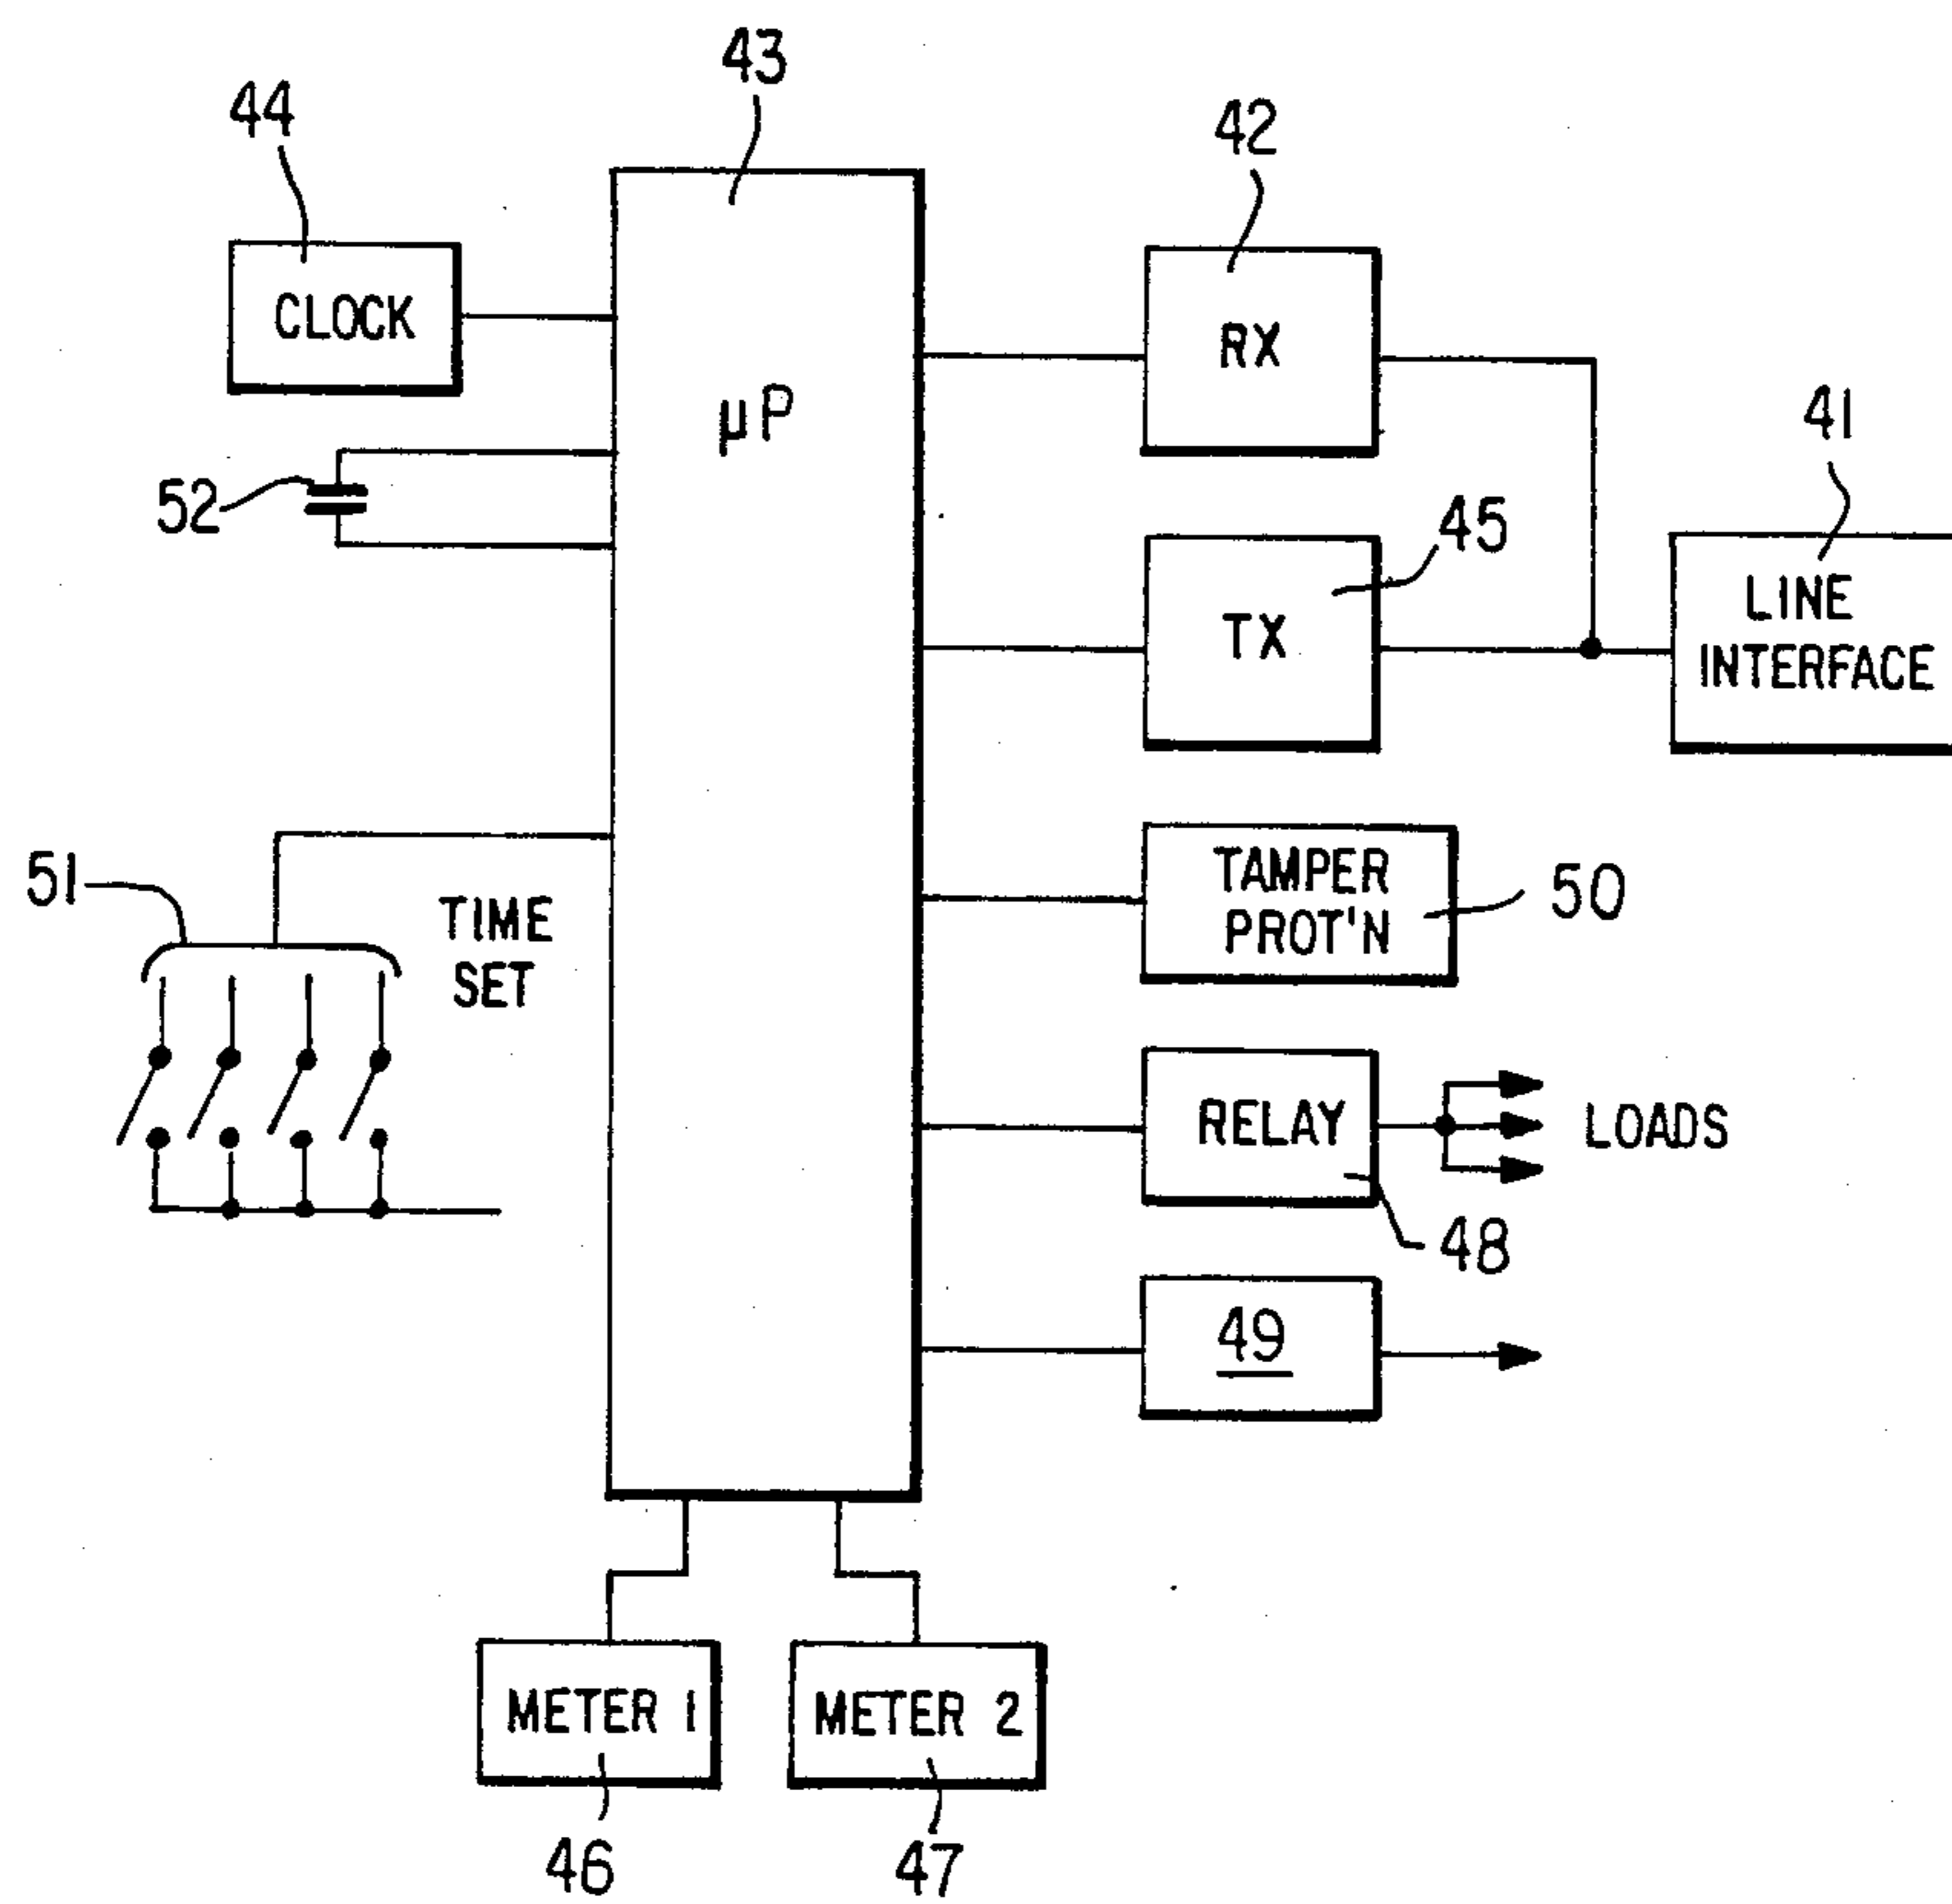 43
44
42
CLOCK
µP
RX
41
52
45
LINE
INTERFACE
TX
51
TIME
SET
TAMPER
PROT'N
50
RELAY
LOADS
48
49
METER 1
METER 2
46
47